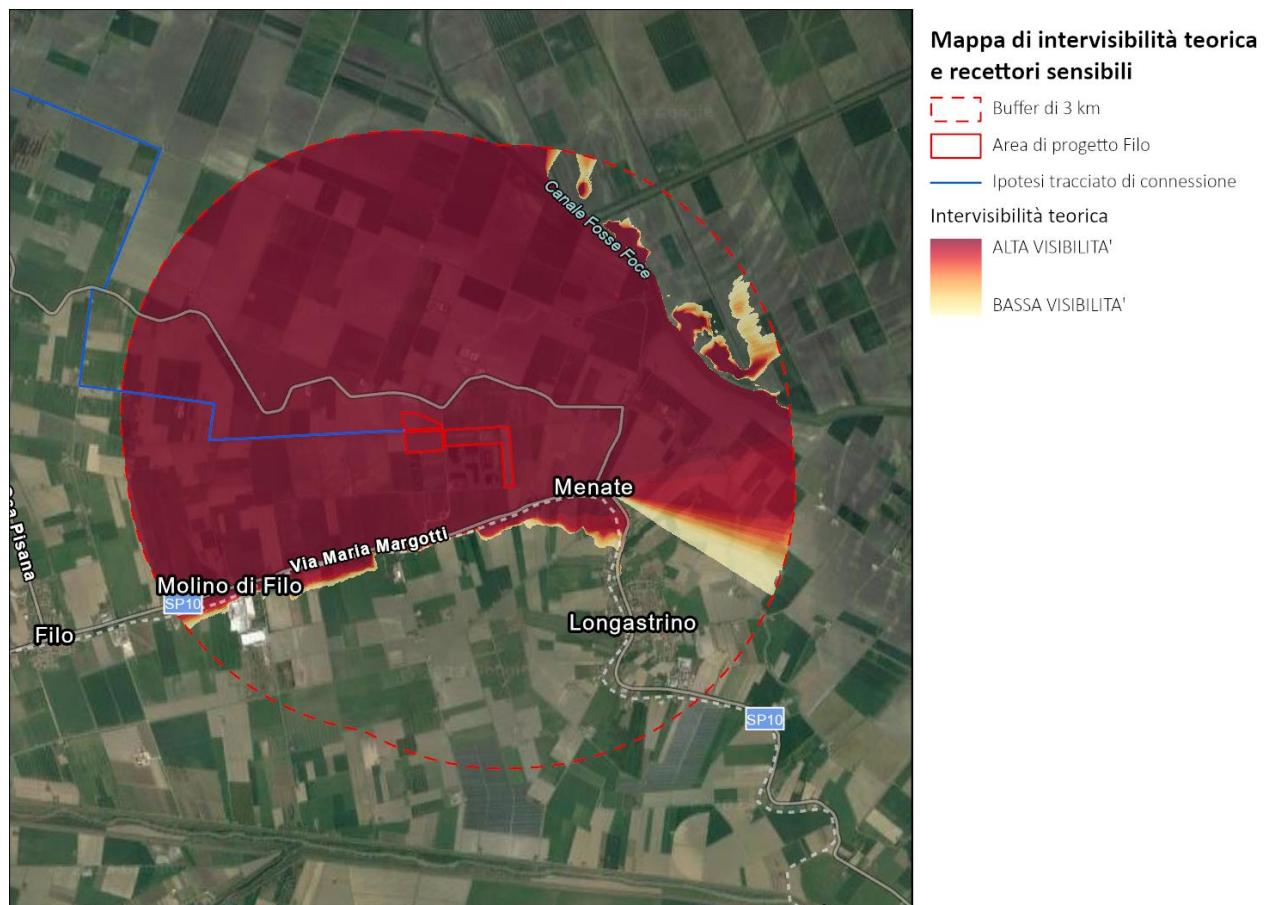 Mappa di intervisibilità teorica
e recettori sensibili
Buffer di 3 km
Area di progetto Filo
Ipotesi tracciato di connessione
Intervisibilità teorica
ALTA VISIBILITA'
BASSA VISIBILITA'
Canale Fosse Foce
Menate
Via Maria Margotti
Molino di Filo
SP10
Filo
Pisana
Longastrino
SP10